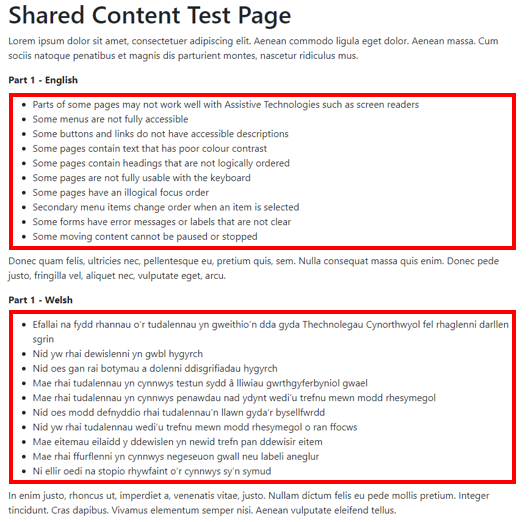 Shared Content Test Page
Lorem ipsum dolor sit amet, consectetuer adipiscing elit. Aenean commodo ligula eget dolor. Aenean massa. Cum
sociis natoque penatibus et magnis dis parturient montes, nascetur ridiculus mus.
Part 1 - English
Parts of some pages may not work well with Assistive Technologies such as screen readers
Some menus are not fully accessible
Some buttons and links do not have accessible descriptions
Some pages contain text that has poor colour contrast
Some pages contain headings that are not logically ordered
Some pages are not fully usable with the keyboard
Some pages have an illogical focus order
Secondary menu items change order when an item is selected
Some forms have error messages or labels that are not clear
Some moving content cannot be paused or stopped
Donec quam felis, ultricies nec, pellentesque eu, pretium quis, sem. Nulla consequat massa quis enim. Donec pede
justo, fringilla vel, aliquet nec, vulputate eget, arcu.
Part 1 - Welsh
Efallai na fydd rhannau o'r tudalennau yn gweithio'n dda gyda Thechnolegau Cynorthwyol fel rhaglenni darllen
sgrin
Nid yw rhai dewislenni yn gwbl hygyrch
Nid oes gan rai botymau a dolenni ddisgrifiadau hygyrch
Mae rhai tudalennau yn cynnwys testun sydd â lliwiau gwrthgyferbyniol gwael
Mae rhai tudalennau yn cynnwys penawdau nad ydynt wedi'u trefnu mewn modd rhesymegol
Nid oes modd defnyddio rhai tudalennau'n llawn gyda'r bysellfwrdd
Nid yw rhai tudalennau wedi'u trefnu mewn modd rhesymegol o ran ffocws
Mae eitemau eilaidd y ddewislen yn newid trefn pan ddewisir eitem
Mae rhai ffurflenni yn cynnwys negeseuon gwall neu labeli aneglur
Ni ellir oedi na stopio rhywfaint o'r cynnwys sy'n symud
In enim justo, rhoncus ut, imperdiet a, venenatis vitae, justo. Nullam dictum felis eu pede mollis pretium. Integer
tincidunt. Cras dapibus. Vivamus elementum semper nisi. Aenean vulputate eleifend tellus.